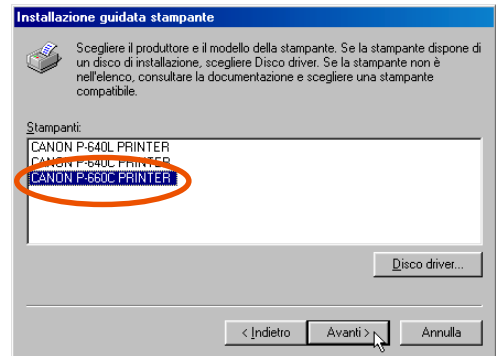 Installazione guidata stampante
Scegliere il produttore e il modello della stampante. Se la stampante dispone di
un disco di installazione, scegliere Disco driver. Se la stampante non è
nell'elenco, consultare la documentazione e scegliere una stampante
compatibile.
Stampanti:
CANON P-640L PRINTER
CANON P-640C PRINTER
CANON P-660C PRINTER
Disco driver...
< Indietro
Avanti >
Annulla